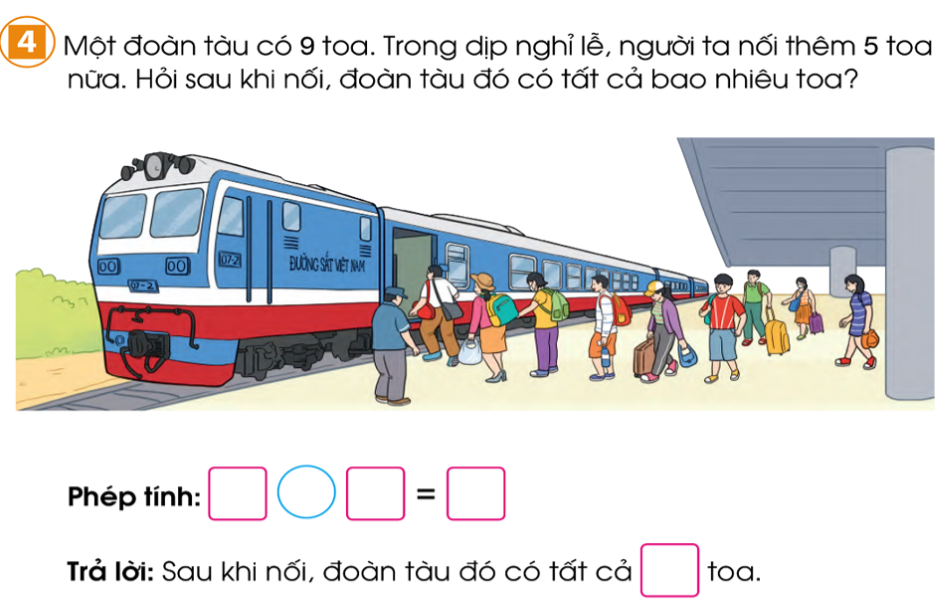 4 Một đoàn tàu có 9 toa. Trong dịp nghỉ lễ, người ta nối thêm 5 toa
nữa. Hỏi sau khi nối, đoàn tàu đó có tất cả bao nhiêu toa?
07-2
ĐƯỜNG SẮT VIỆT NAM
07-2
Phép tính: =
Trả lời: Sau khi nối, đoàn tàu đó có tất cả toa.